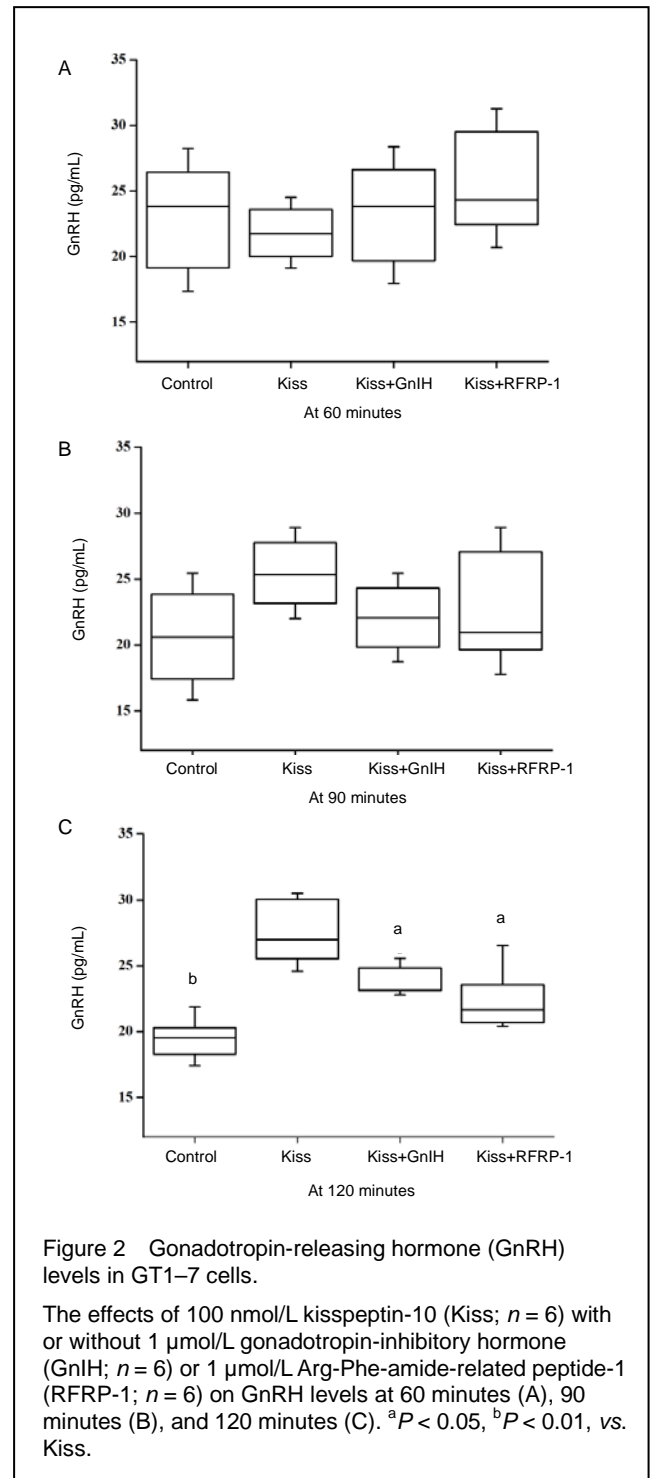 A
35
30
25
20
15
GnRH (pg/mL)
Control Kiss Kiss+GnIH Kiss+RFRP-1
At 60 minutes
B
35
30
25
20
15
GnRH (pg/mL)
Control Kiss Kiss+GnIH Kiss+RFRP-1
At 90 minutes
C
35
30
25
20
15
GnRH (pg/mL)
b
a
a
Control Kiss Kiss+GnIH Kiss+RFRP-1
At 120 minutes
Figure 2 Gonadotropin-releasing hormone (GnRH)
levels in GT1–7 cells.
The effects of 100 nmol/L kisspeptin-10 (Kiss; n = 6) with
or without 1 µmol/L gonadotropin-inhibitory hormone
(GnIH; n = 6) or 1 µmol/L Arg-Phe-amide-related peptide-1
(RFRP-1; n = 6) on GnRH levels at 60 minutes (A), 90
minutes (B), and 120 minutes (C). ᵃP < 0.05, ᵇP < 0.01, vs.
Kiss.